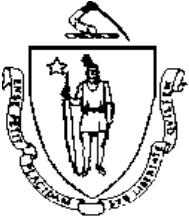 ENSE PETIT
PLACIDAM
SUB LIBERTATE
QUIETEM